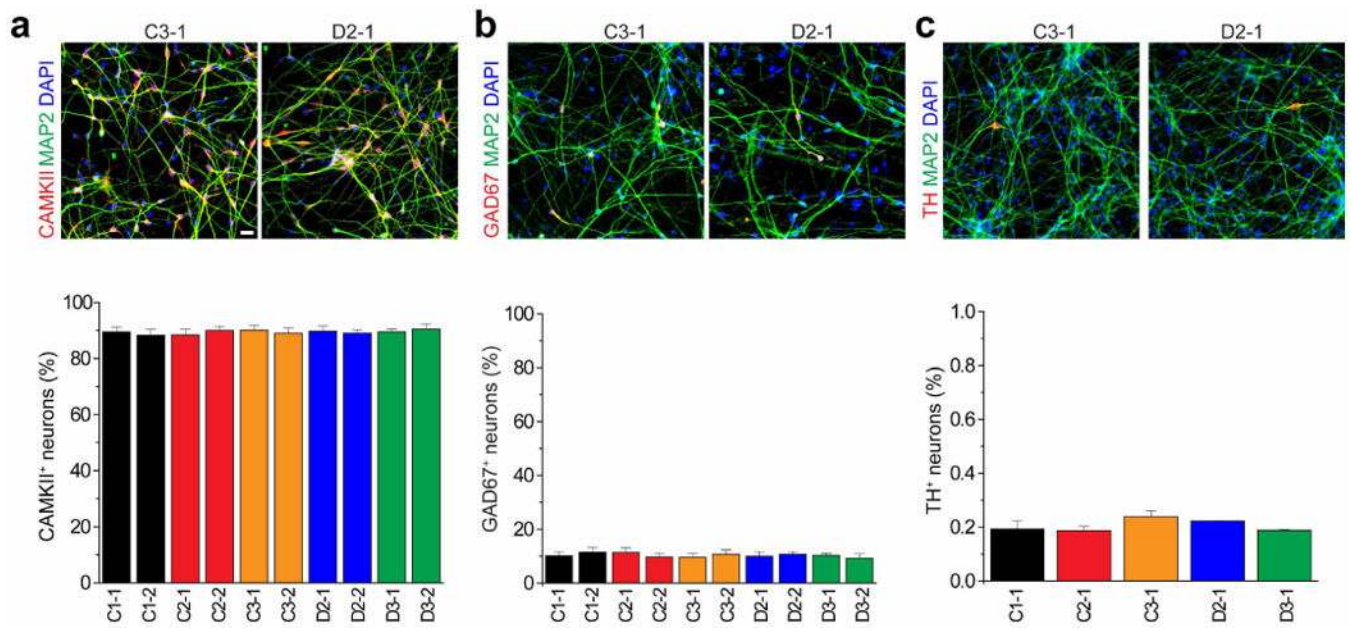 a
C3-1 D2-1
CAMKII MAP2 DAPI
CAMKII⁺ neurons (%)
100
80
60
40
20
0
C1-1 C1-2 C2-1 C2-2 C3-1 C3-2 D2-1 D2-2 D3-1 D3-2
b
C3-1 D2-1
GAD67 MAP2 DAPI
GAD67⁺ neurons (%)
100
80
60
40
20
0
C1-1 C1-2 C2-1 C2-2 C3-1 C3-2 D2-1 D2-2 D3-1 D3-2
c
C3-1 D2-1
TH MAP2 DAPI
TH⁺ neurons (%)
1.0
0.8
0.6
0.4
0.2
0.0
C1-1 C2-1 C3-1 D2-1 D3-1